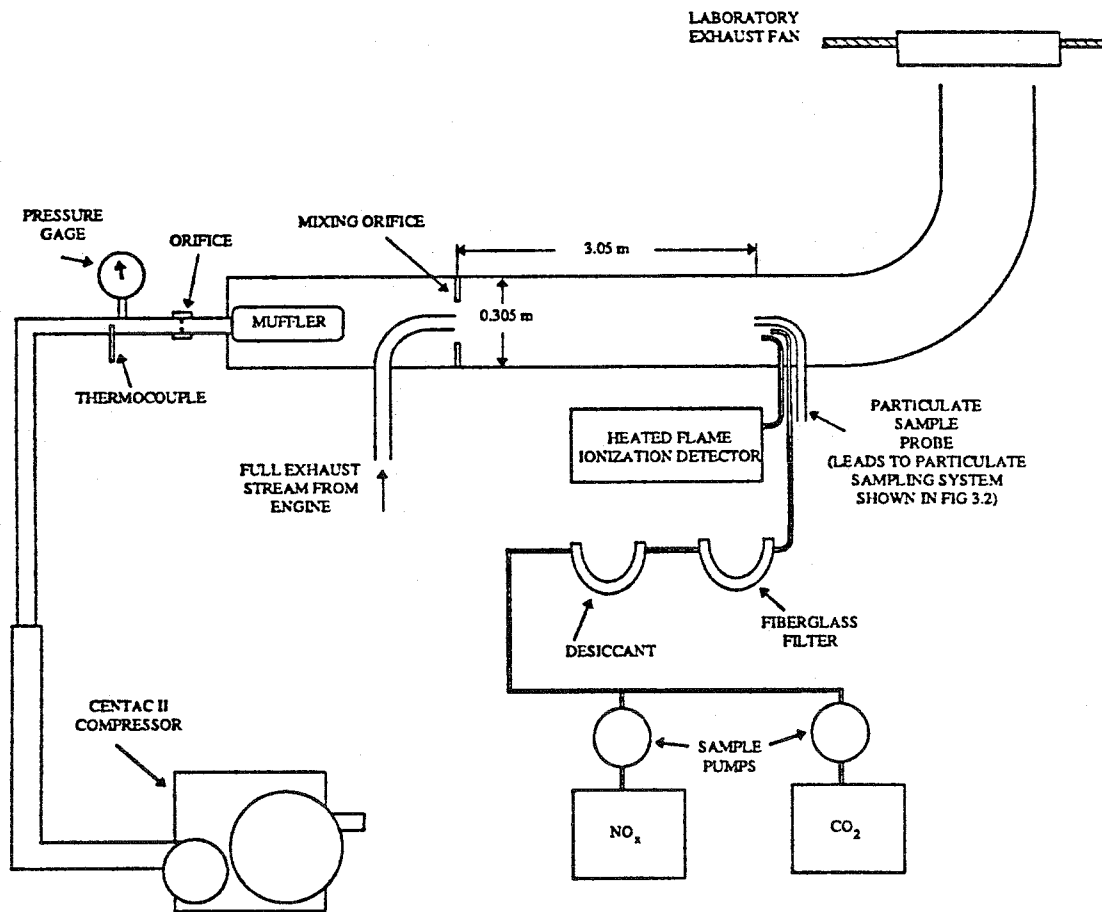 LABORATORY
EXHAUST FAN
PRESSURE
GAGE
ORIFICE
MIXING ORIFICE
3.05 m
0.305 m
MUFFLER
THERMOCOUPLE
FULL EXHAUST
STREAM FROM
ENGINE
HEATED FLAME
IONIZATION DETECTOR
PARTICULATE
SAMPLE
PROBE
(LEADS TO PARTICULATE
SAMPLING SYSTEM
SHOWN IN FIG 3.2)
DESICCANT
FIBERGLASS
FILTER
CENTAC II
COMPRESSOR
SAMPLE
PUMPS
NOx
CO2